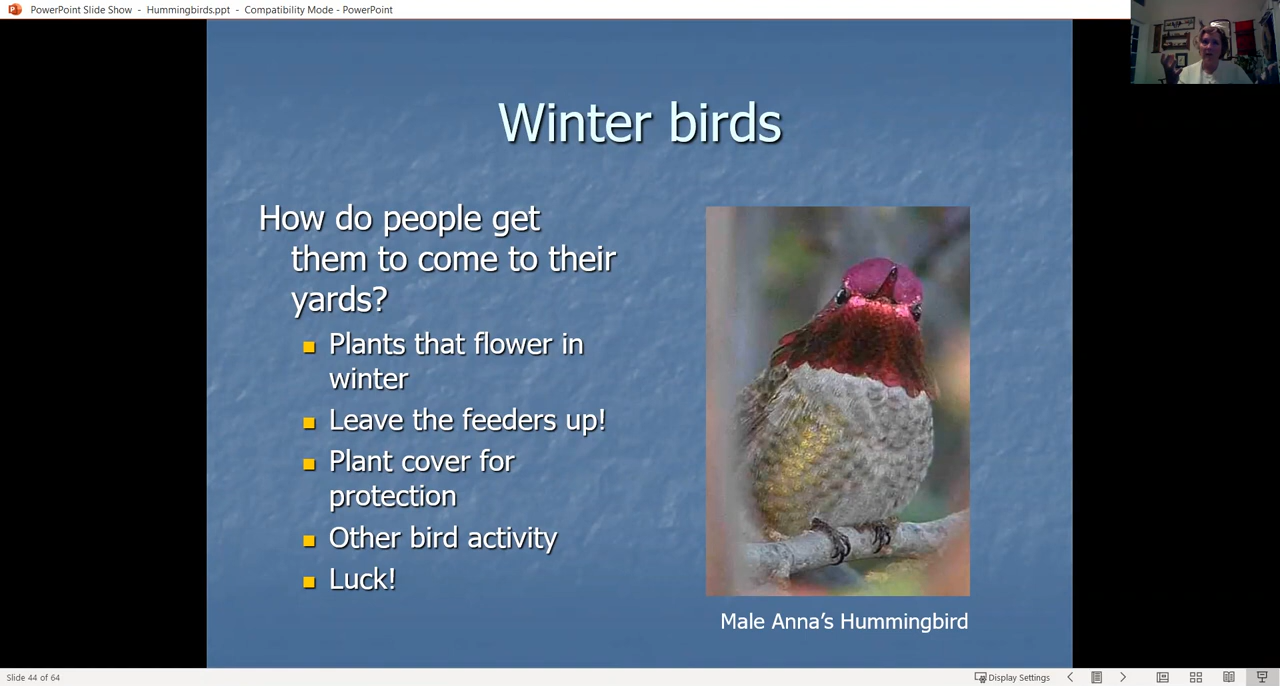 PowerPoint Slide Show - Hummingbirds.ppt - Compatibility Mode - PowerPoint
Winter birds
How do people get
them to come to their
yards?
Plants that flower in
winter
Leave the feeders up!
Plant cover for
protection
Other bird activity
Luck!
Male Anna's Hummingbird
Slide 44 of 64
Display Settings